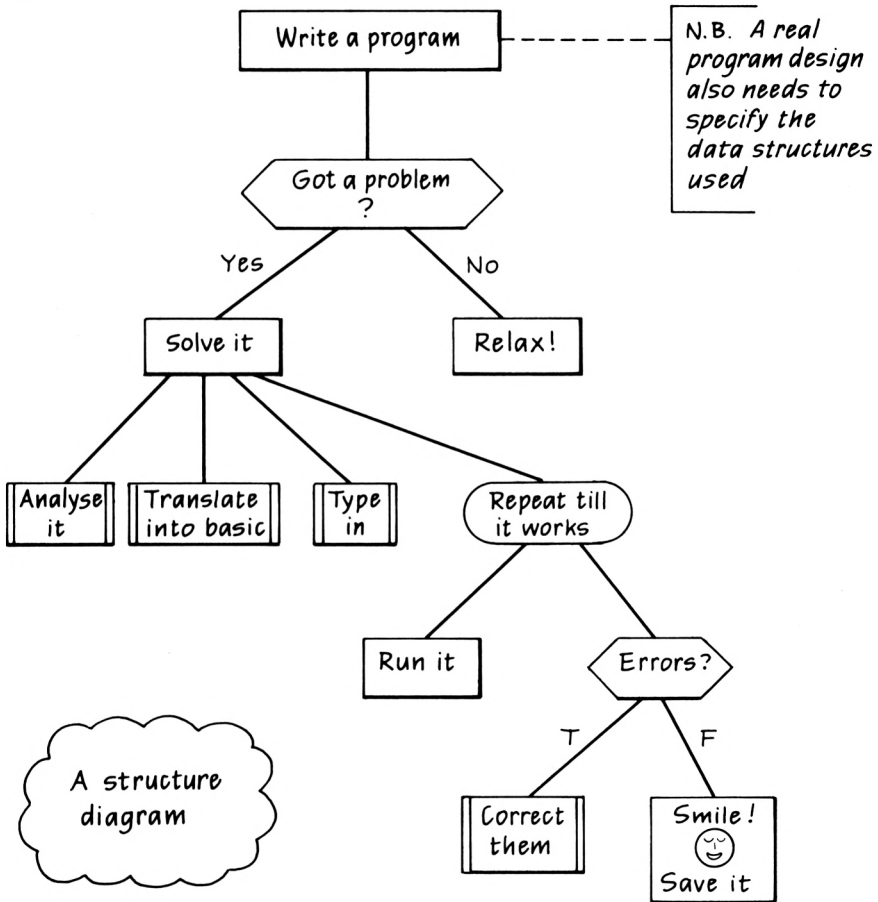 Write a program
N.B. A real
program design
also needs to
specify the
data structures
used
Got a problem
?
Yes
No
Solve it
Relax!
Analyse
it
Translate
into basic
Type
in
Repeat till
it works
Run it
Errors?
T
F
A structure
diagram
Correct
them
Smile!
Save it